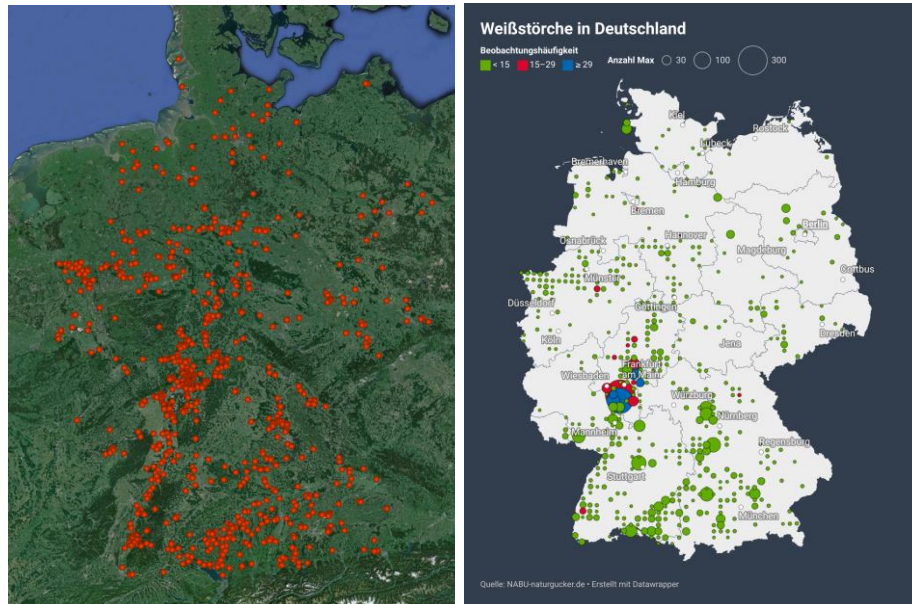 Weißstörche in Deutschland
Beobachtungshäufigkeit
< 15 15–29 ≥ 29
Anzahl Max 30 100 300
Kiel
Rostock
Lübeck
Bremerhaven
Hamburg
Bremen
Berlin
Osnabrück
Hannover
Magdeburg
Münster
Cottbus
Düsseldorf
Göttingen
Dresden
Köln
Jena
Frankfurt
am Main
Wiesbaden
Würzburg
Mannheim
Nürnberg
Regensburg
Stuttgart
München
Quelle: NABU-naturgucker.de • Erstellt mit Datawrapper